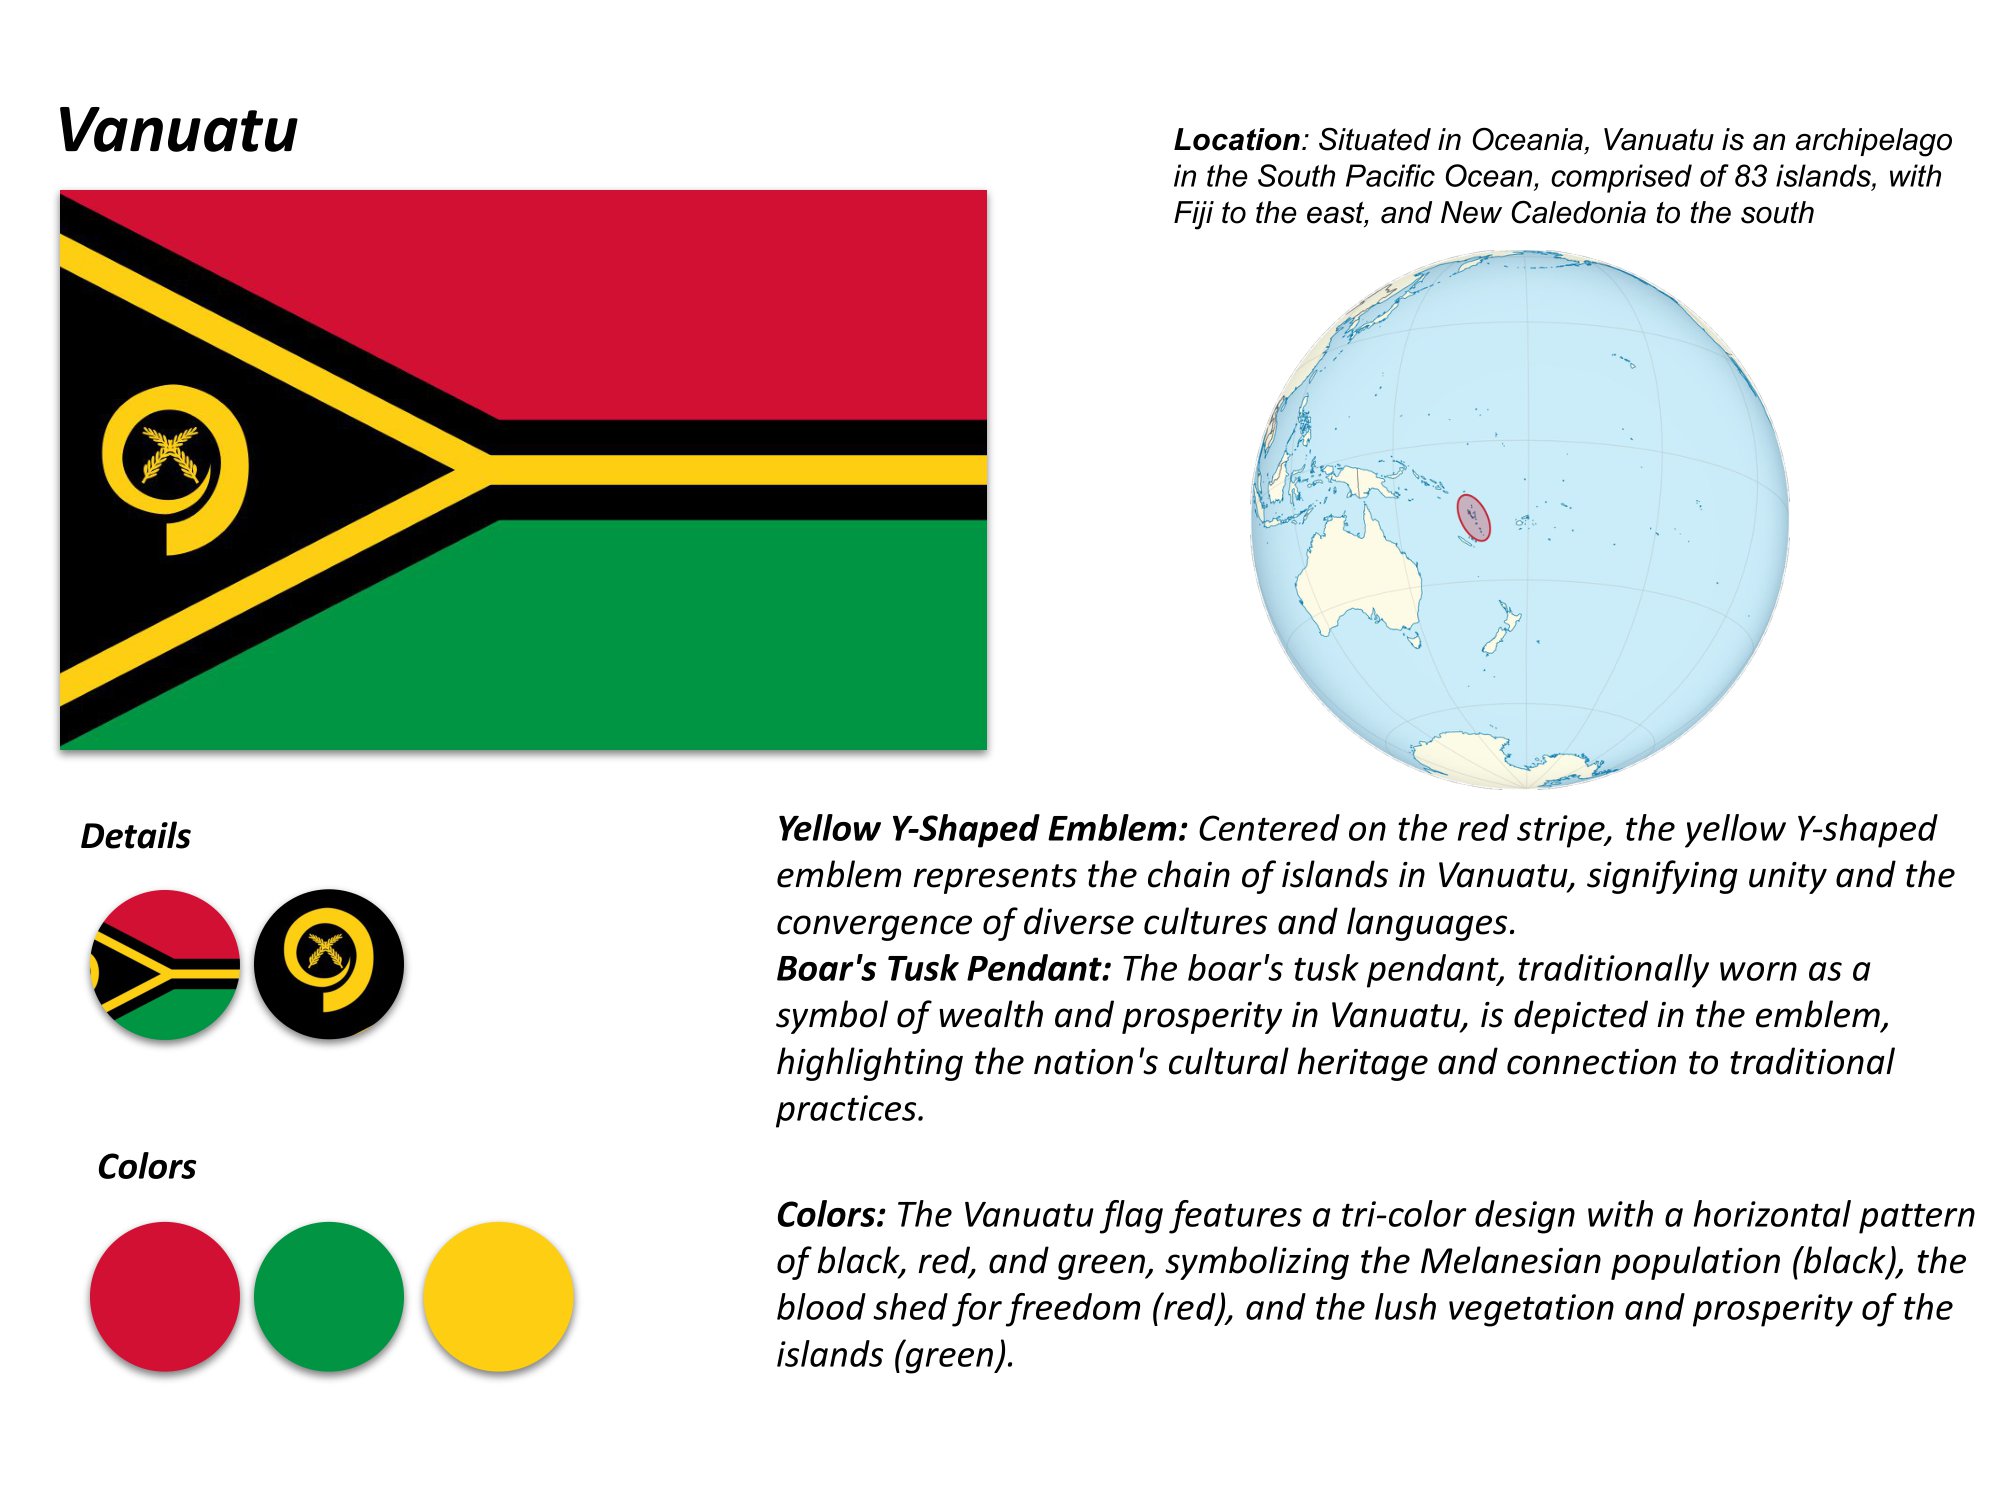 Vanuatu
Location: Situated in Oceania, Vanuatu is an archipelago
in the South Pacific Ocean, comprised of 83 islands, with
Fiji to the east, and New Caledonia to the south
Details
Yellow Y-Shaped Emblem: Centered on the red stripe, the yellow Y-shaped
emblem represents the chain of islands in Vanuatu, signifying unity and the
convergence of diverse cultures and languages.
Boar's Tusk Pendant: The boar's tusk pendant, traditionally worn as a
symbol of wealth and prosperity in Vanuatu, is depicted in the emblem,
highlighting the nation's cultural heritage and connection to traditional
practices.
Colors
Colors: The Vanuatu flag features a tri-color design with a horizontal pattern
of black, red, and green, symbolizing the Melanesian population (black), the
blood shed for freedom (red), and the lush vegetation and prosperity of the
islands (green).